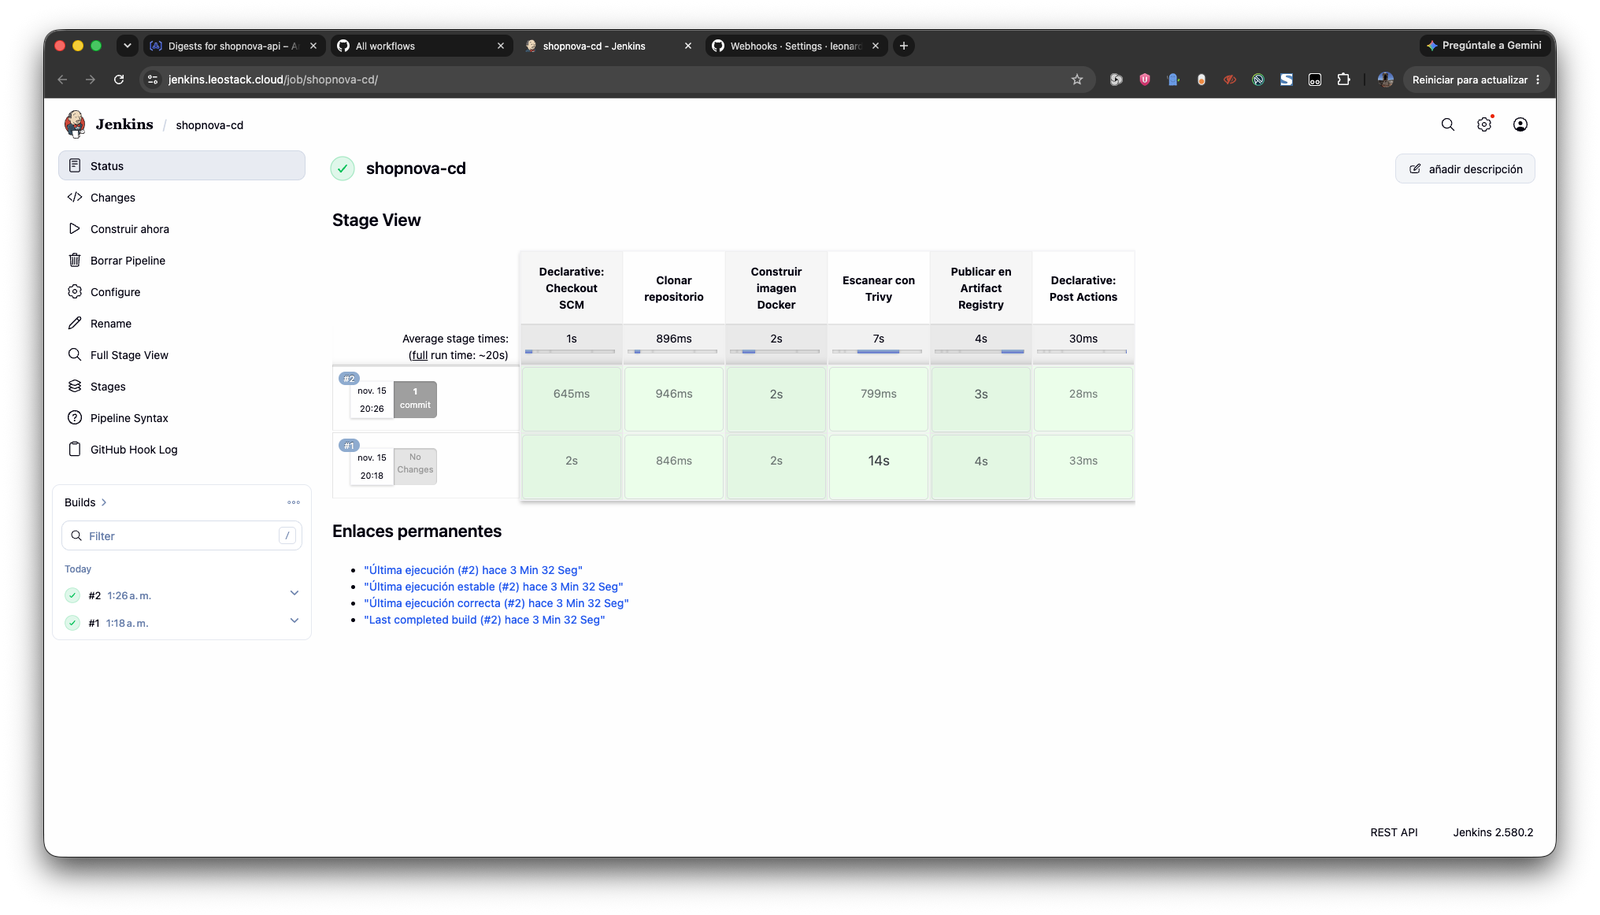 Digests for shopnova-api – A
All workflows
shopnova-cd - Jenkins
Webhooks · Settings · leonard
Pregúntale a Gemini
jenkins.leostack.cloud/job/shopnova-cd/
Reiniciar para actualizar
Jenkins / shopnova-cd
Status
Changes
Construir ahora
Borrar Pipeline
Configure
Rename
Full Stage View
Stages
Pipeline Syntax
GitHub Hook Log
Builds
Filter /
Today
#2 1:26 a. m.
#1 1:18 a. m.
shopnova-cd
añadir descripción
Stage View
Declarative: Checkout SCM
Clonar repositorio
Construir imagen Docker
Escanear con Trivy
Publicar en Artifact Registry
Declarative: Post Actions
Average stage times:
(full run time: ~20s)
1s 896ms 2s 7s 4s 30ms
#2
nov. 15
20:26
1 commit
645ms 946ms 2s 799ms 3s 28ms
#1
nov. 15
20:18
No Changes
2s 846ms 2s 14s 4s 33ms
Enlaces permanentes
"Última ejecución (#2) hace 3 Min 32 Seg"
"Última ejecución estable (#2) hace 3 Min 32 Seg"
"Última ejecución correcta (#2) hace 3 Min 32 Seg"
"Last completed build (#2) hace 3 Min 32 Seg"
REST API
Jenkins 2.580.2